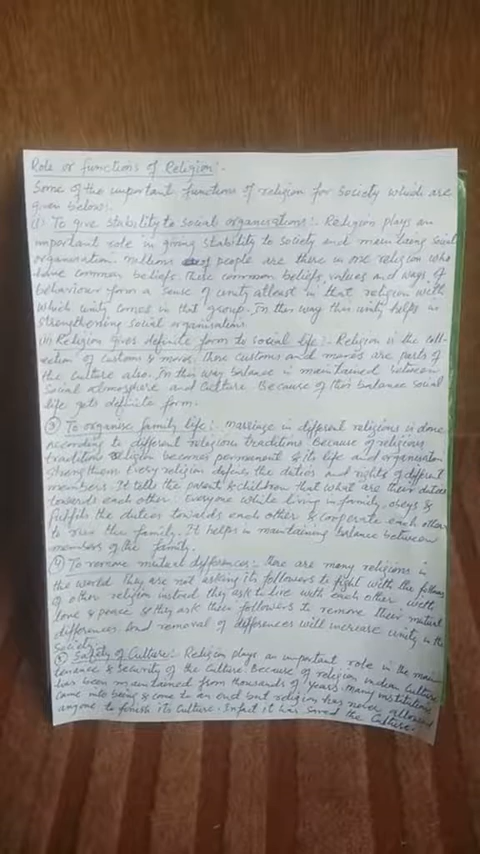 Role or functions of Religion:-
Some of the important functions of religion for society which are
given below:-
(i) To give stability to social organisations:- Religion plays an
important role in giving stability to society and maintaing social
organisation. millions of people are there in one religion who
have common beliefs. These common beliefs, values and ways of
behaviour form a sense of unity atleast in that religion with
which unity comes in that group. In this way this unity helps in
strengthening social organisations.
(ii) Religion gives definite form to social life:- Religion is the coll-
ection of customs & mores. These customs and mores are parts of
the culture also. In this way balance is maintained between
social atmosphere and culture. Because of this balance social
life gets definite form.
(3) To organise family life:- marriage in different religions is done
according to different religious traditions. Because of religious
traditions religion becomes permanent & its life and organisation
strengthens. Every religion defines the duties and rights of different
members. It tells the parents & children that what are their duties
towards each other. Everyone while living in family, obeys &
fulfils the duties towards each other & corporate each other
to run the family. It helps in maintaining balance between
members of the family.
(4) To remove mutual differences:- there are many religions in
the world. They are not asking its followers to fight with the follows
of other religion instead they ask to live with each other with
love & peace & they ask their followers to remove their mutual
differences. And removal of differences will increase unity in the
society.
(5) Safety of Culture:- Religion plays an important role in the main-
tenance & security of the culture. Because of religion indian culture
has been maintained from thousands of years. Many institutions
came into being & come to an end but religion has never allowed
anyone to finish its culture. Infact it has saved the culture.